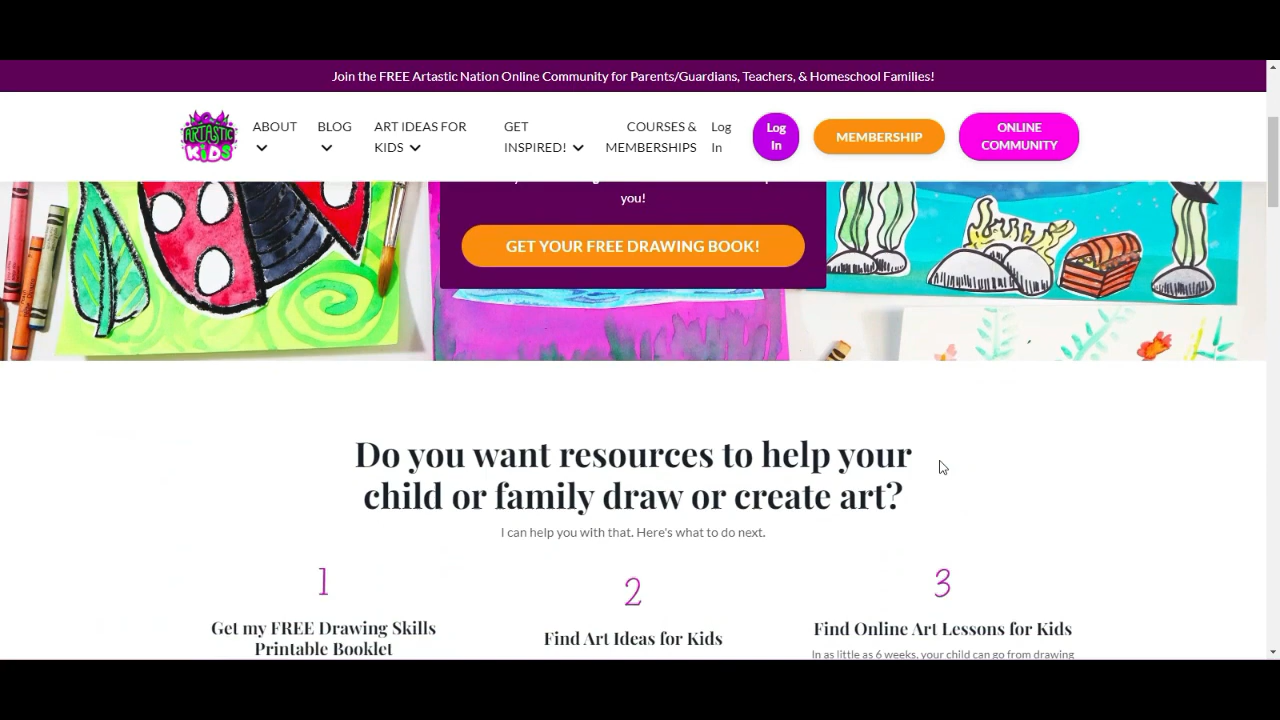 Join the FREE Artastic Nation Online Community for Parents/Guardians, Teachers, & Homeschool Families!
ARTASTIC
KiDS
ABOUT
BLOG
ART IDEAS FOR
KIDS
GET
INSPIRED!
COURSES &
MEMBERSHIPS
Log
In
Log
In
MEMBERSHIP
ONLINE
COMMUNITY
you!
GET YOUR FREE DRAWING BOOK!
Do you want resources to help your
child or family draw or create art?
I can help you with that. Here's what to do next.
1
Get my FREE Drawing Skills
Printable Booklet
2
Find Art Ideas for Kids
3
Find Online Art Lessons for Kids
In as little as 6 weeks, your child can go from drawing